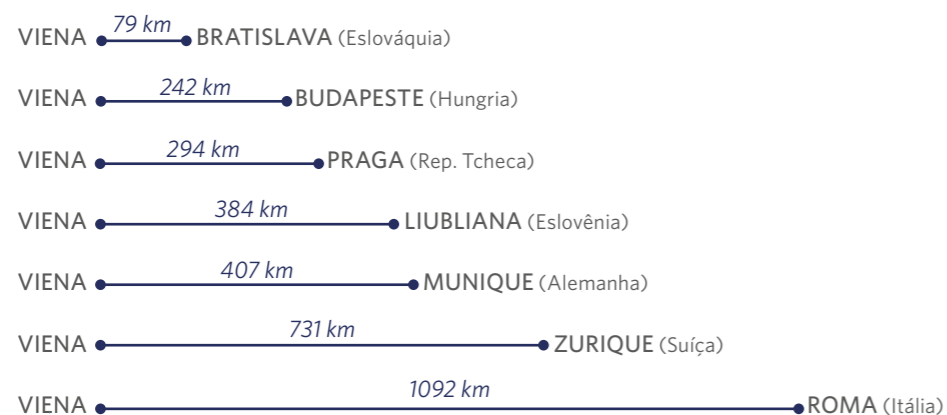 79 km
VIENA BRATISLAVA (Eslováquia)
242 km
VIENA BUDAPESTE (Hungria)
294 km
VIENA PRAGA (Rep. Tcheca)
384 km
VIENA LIUBLIANA (Eslovênia)
407 km
VIENA MUNIQUE (Alemanha)
731 km
VIENA ZURIQUE (Suíça)
1092 km
VIENA ROMA (Itália)